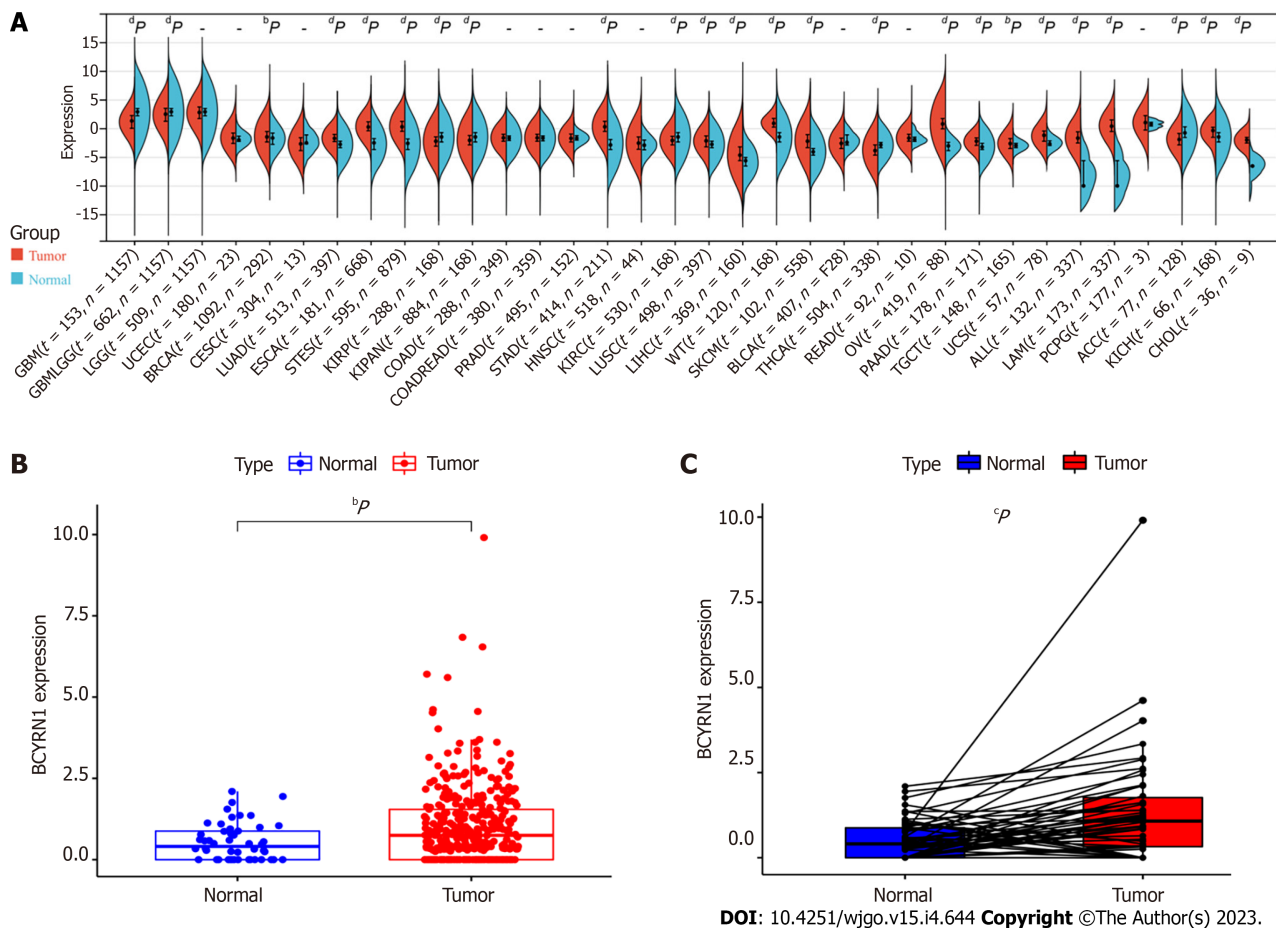 A
dP dP - - bP - dP dP dP dP dP - - - dP - dP dP dP dP dP - dP - dP dP bP dP dP dP - dP dP dP
Expression
15
10
5
0
-5
-10
-15
Group
Tumor
Normal
GBM(t = 153, n = 1157)
GBMLGG(t = 662, n = 1157)
LGG(t = 509, n = 1157)
UCEC(t = 180, n = 23)
BRCA(t = 1092, n = 292)
CESC(t = 304, n = 13)
LUAD(t = 513, n = 397)
ESCA(t = 181, n = 668)
STES(t = 595, n = 879)
KIRP(t = 288, n = 168)
KIPAN(t = 884, n = 168)
COAD(t = 288, n = 349)
COADREAD(t = 380, n = 359)
PRAD(t = 495, n = 152)
STAD(t = 414, n = 211)
HNSC(t = 518, n = 44)
KIRC(t = 530, n = 168)
LUSC(t = 498, n = 397)
LIHC(t = 369, n = 160)
WT(t = 120, n = 168)
SKCM(t = 102, n = 558)
BLCA(t = 407, n = F28)
THCA(t = 504, n = 338)
READ(t = 92, n = 10)
OV(t = 419, n = 88)
PAAD(t = 178, n = 171)
TGCT(t = 148, n = 165)
UCS(t = 57, n = 78)
ALL(t = 132, n = 337)
LAM(t = 173, n = 337)
PCPG(t = 177, n = 3)
ACC(t = 77, n = 128)
KICH(t = 66, n = 168)
CHOL(t = 36, n = 9)
B
Type Normal Tumor
bP
BCYRN1 expression
10.0
7.5
5.0
2.5
0.0
Normal Tumor
C
Type Normal Tumor
cP
BCYRN1 expression
10.0
7.5
5.0
2.5
0.0
Normal Tumor
DOI: 10.4251/wjgo.v15.i4.644 Copyright ©The Author(s) 2023.